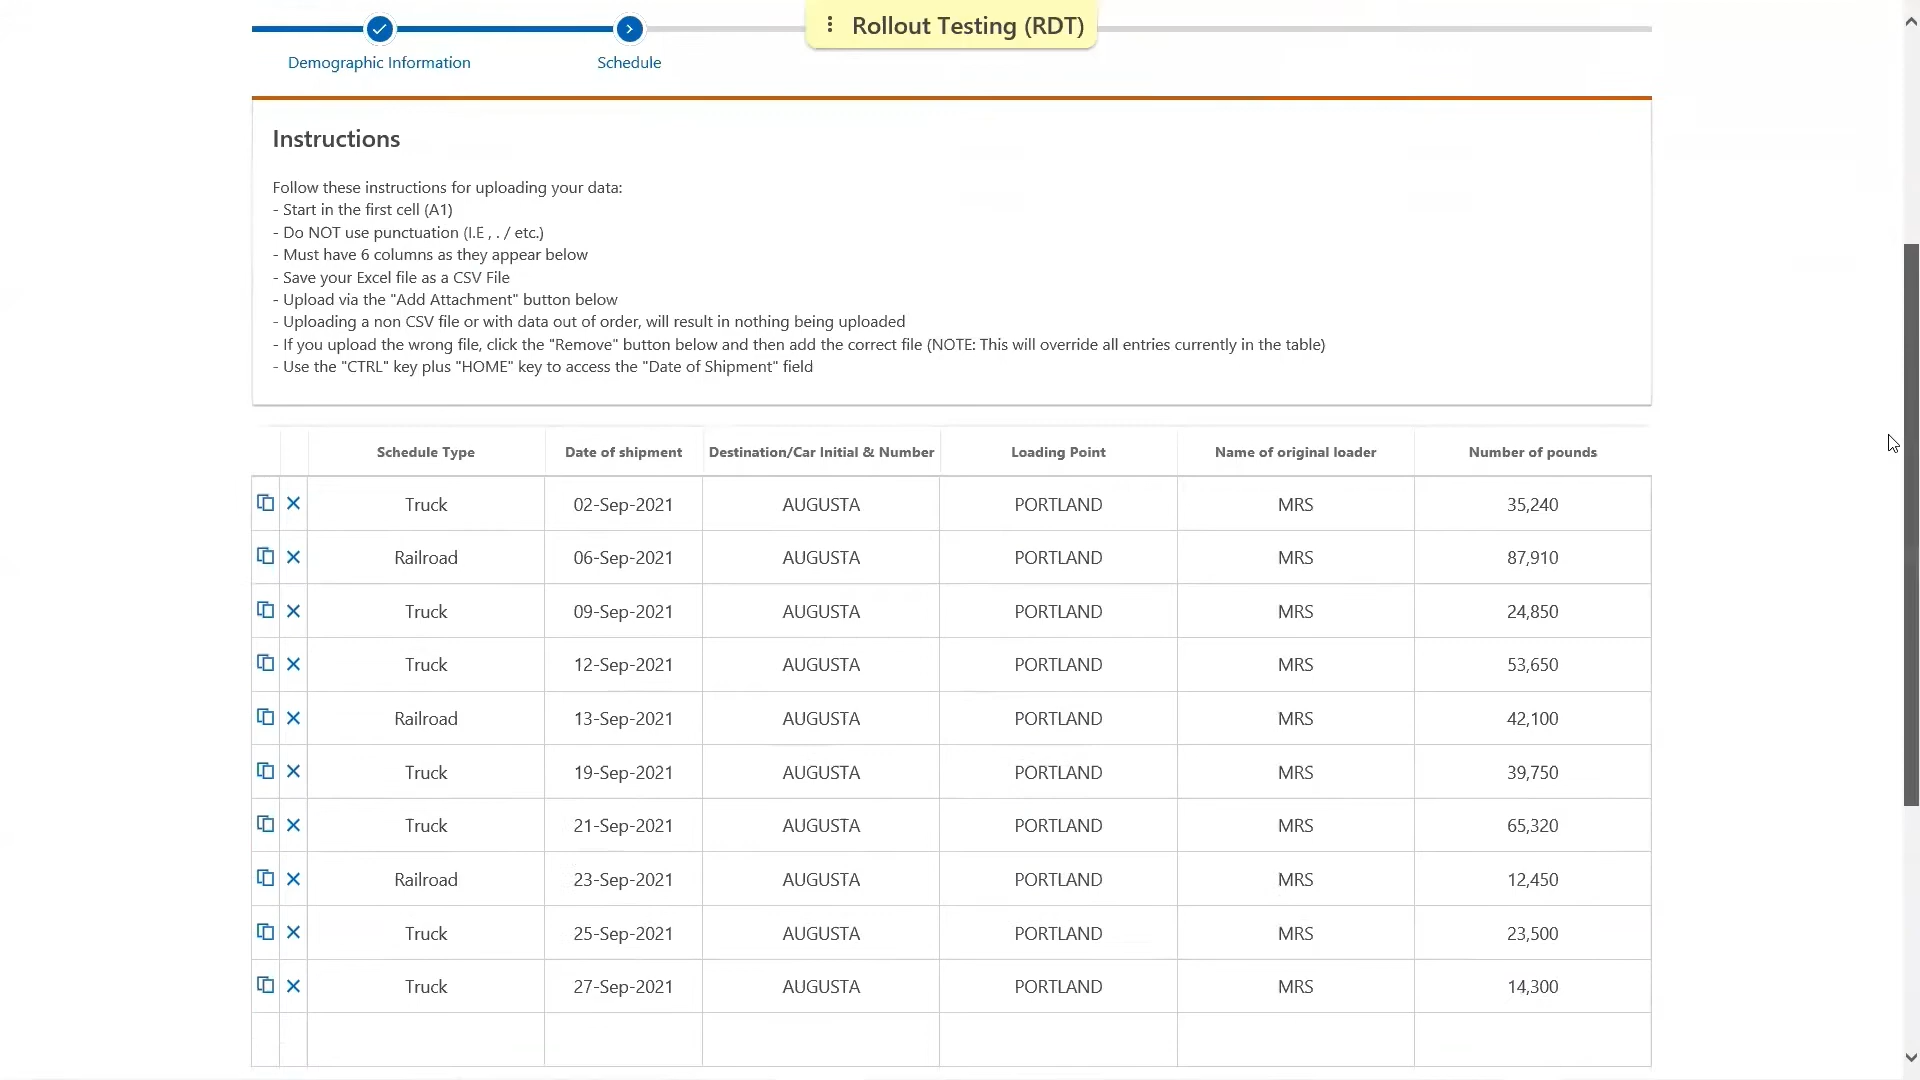 Rollout Testing (RDT)
Demographic Information
Schedule
Instructions
Follow these instructions for uploading your data:
- Start in the first cell (A1)
- Do NOT use punctuation (I.E , . / etc.)
- Must have 6 columns as they appear below
- Save your Excel file as a CSV File
- Upload via the "Add Attachment" button below
- Uploading a non CSV file or with data out of order, will result in nothing being uploaded
- If you upload the wrong file, click the "Remove" button below and then add the correct file (NOTE: This will override all entries currently in the table)
- Use the "CTRL" key plus "HOME" key to access the "Date of Shipment" field
Schedule Type Date of shipment Destination/Car Initial & Number Loading Point Name of original loader Number of pounds
Truck 02-Sep-2021 AUGUSTA PORTLAND MRS 35,240
Railroad 06-Sep-2021 AUGUSTA PORTLAND MRS 87,910
Truck 09-Sep-2021 AUGUSTA PORTLAND MRS 24,850
Truck 12-Sep-2021 AUGUSTA PORTLAND MRS 53,650
Railroad 13-Sep-2021 AUGUSTA PORTLAND MRS 42,100
Truck 19-Sep-2021 AUGUSTA PORTLAND MRS 39,750
Truck 21-Sep-2021 AUGUSTA PORTLAND MRS 65,320
Railroad 23-Sep-2021 AUGUSTA PORTLAND MRS 12,450
Truck 25-Sep-2021 AUGUSTA PORTLAND MRS 23,500
Truck 27-Sep-2021 AUGUSTA PORTLAND MRS 14,300